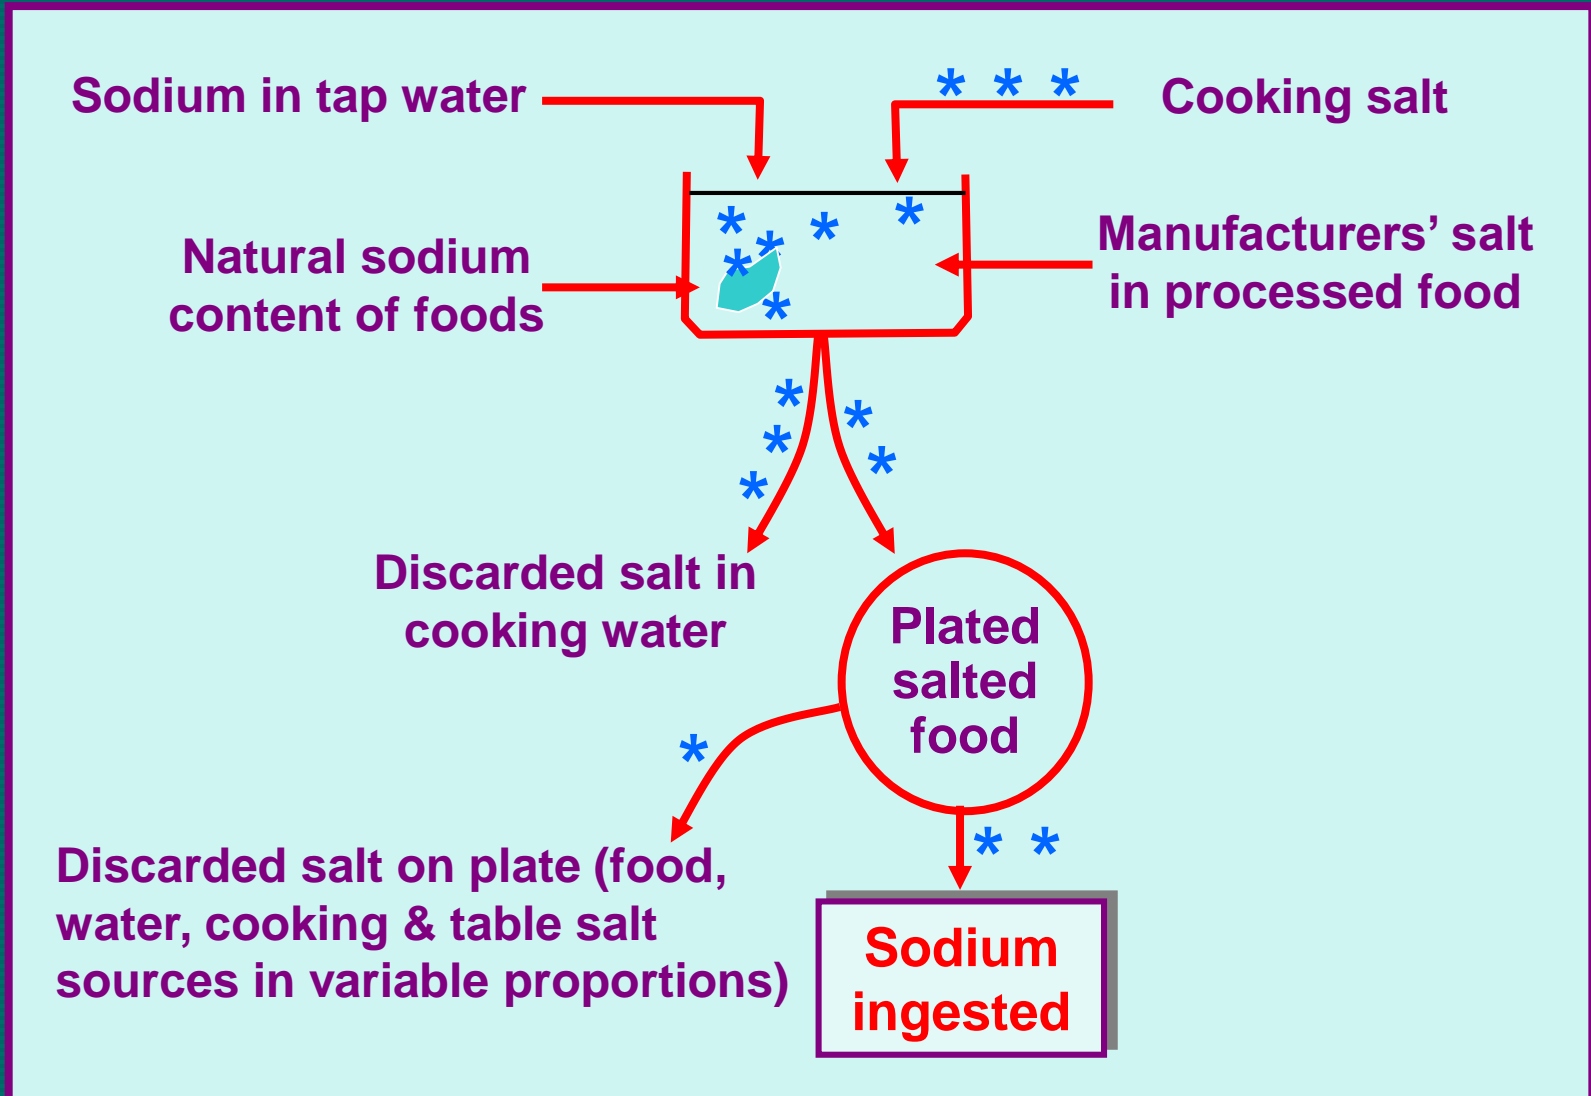 Sodium in tap water
* * *
Cooking salt
Natural sodium
content of foods
Manufacturers’ salt
in processed food
Discarded salt in
cooking water
Plated
salted
food
Discarded salt on plate (food,
water, cooking & table salt
sources in variable proportions)
Sodium
ingested